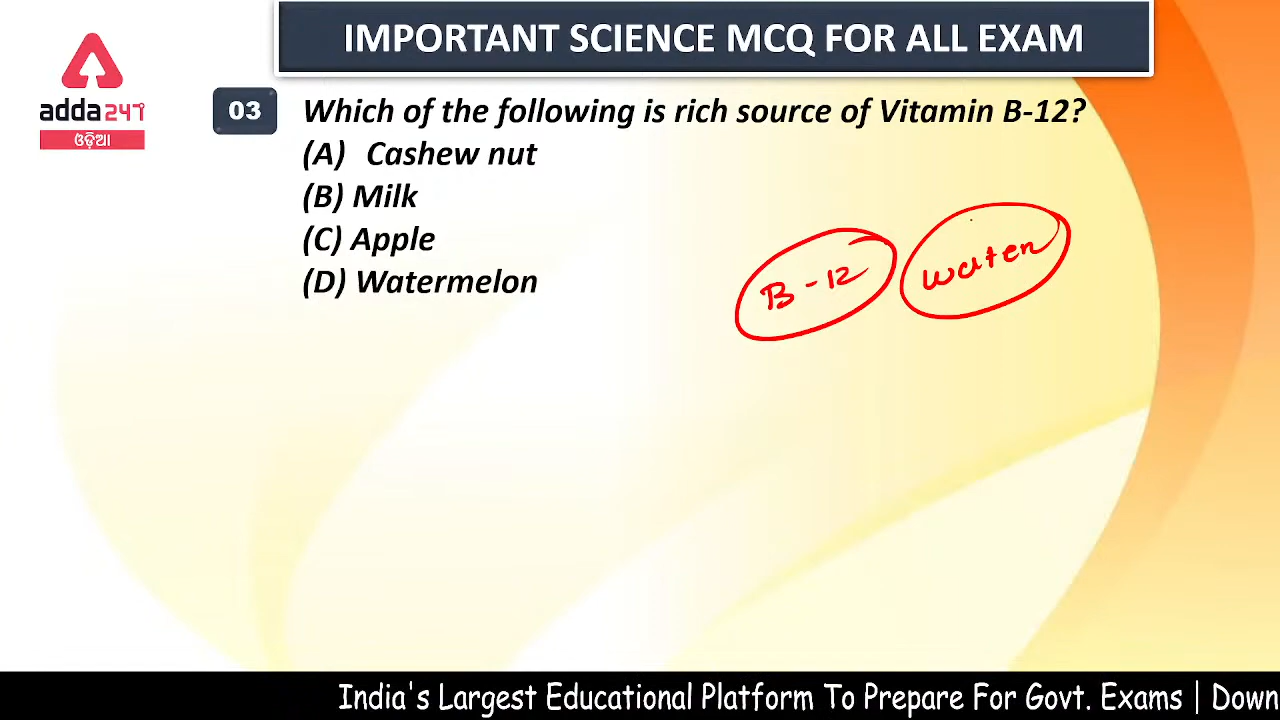 IMPORTANT SCIENCE MCQ FOR ALL EXAM
adda247
ଓଡ଼ିଆ
03 Which of the following is rich source of Vitamin B-12?
(A) Cashew nut
(B) Milk
(C) Apple
(D) Watermelon
B-12 water
India's Largest Educational Platform To Prepare For Govt. Exams | Down